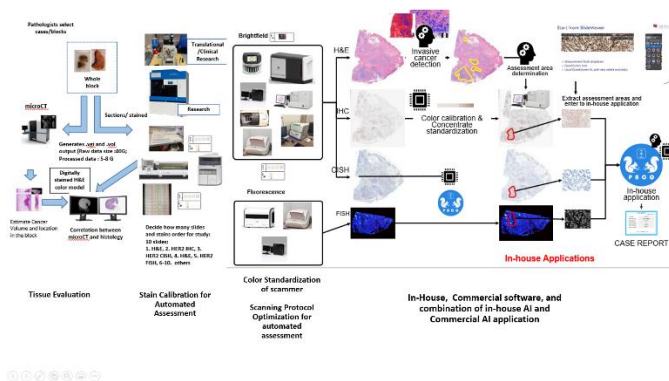 Pathologists select
cases/blocks
Whole
block
microCT
Sections/ stained
Generates .vei and .vol
output (Raw data size :80G;
Processed data : 5-8 G
Digitally
stained H&E
color model
Estimate Cancer
Volume and location
in the block
Correlation between
microCT and histology
Tissue Evaluation
Translational
/Clinical
Research
Research
Decide how many slides
and stains order for study:
10 slides:
1. H&E, 2. HER2 IHC, 3.
HER2 CISH, 4. H&E, 5. HER2
FISH, 6-10. others
Stain Calibration for
Automated
Assessment
Brightfield
Fluorescence
Color Standardization
of scammer
Scanning Protocol
Optimization for
automated
assessment
H&E
Invasive
cancer
detection
Assessment area
determination
Start from SlideViewer
Extract assessment areas and
enter to in-house application
IHC
Color calibration &
Concentrate
standardization
CISH
FISH
In-house
application
CASE REPORT
In-house Applications
In-House, Commercial software, and
combination of in-house AI and
Commercial AI application